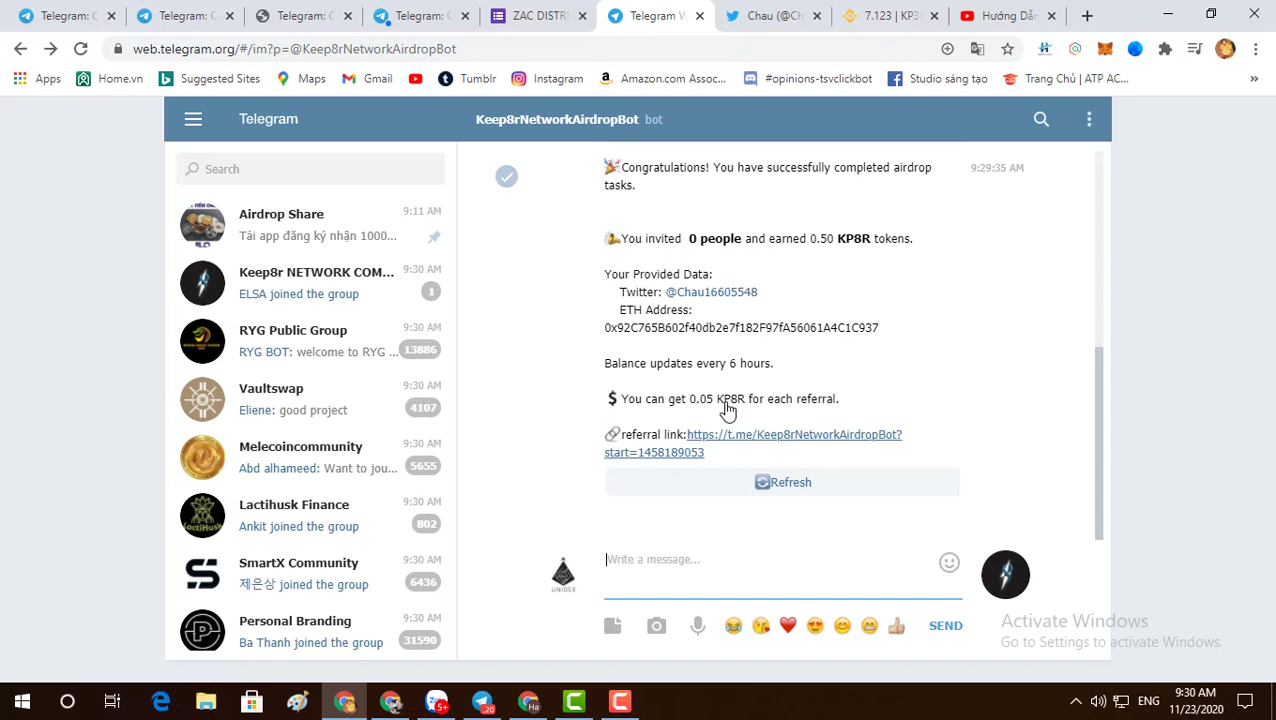 Telegram: C
Telegram: C
Telegram: C
Telegram: C
ZAC DISTRI
Telegram W
Chau (@Ch
7.123 | KP3
Hướng Dẫn
web.telegram.org/#/im?p=@Keep8rNetworkAirdropBot
Apps
Home.vn
Suggested Sites
Maps
Gmail
Tumblr
Instagram
Amazon.com Assoc...
#opinions-tsvclickbot
Studio sáng tạo
Trang Chủ | ATP AC...
Telegram
Keep8rNetworkAirdropBot bot
Search
Airdrop Share 9:11 AM
Tải app đăng ký nhận 1000...
Keep8r NETWORK COM... 9:30 AM
ELSA joined the group 1
RYG Public Group 9:30 AM
RYG BOT: welcome to RYG ... 13886
Vaultswap 9:30 AM
Eliene: good project 4107
Melecoincommunity 9:30 AM
Abd alhameed: Want to jou... 5655
Lactihusk Finance 9:30 AM
Ankit joined the group 802
SmartX Community 9:30 AM
제은상 joined the group 6436
Personal Branding 9:30 AM
Ba Thanh joined the group 31590
Congratulations! You have successfully completed airdrop 9:29:35 AM
tasks.
You invited 0 people and earned 0.50 KP8R tokens.
Your Provided Data:
Twitter: @Chau16605548
ETH Address:
0x92C765B602f40db2e7f182F97fA56061A4C1C937
Balance updates every 6 hours.
You can get 0.05 KP8R for each referral.
referral link:https://t.me/Keep8rNetworkAirdropBot?
start=1458189053
Refresh
Write a message...
UNIDEX
SEND
Activate Windows
Go to Settings to activate Windows.
5+
20
Ha
ENG
9:30 AM
11/23/2020